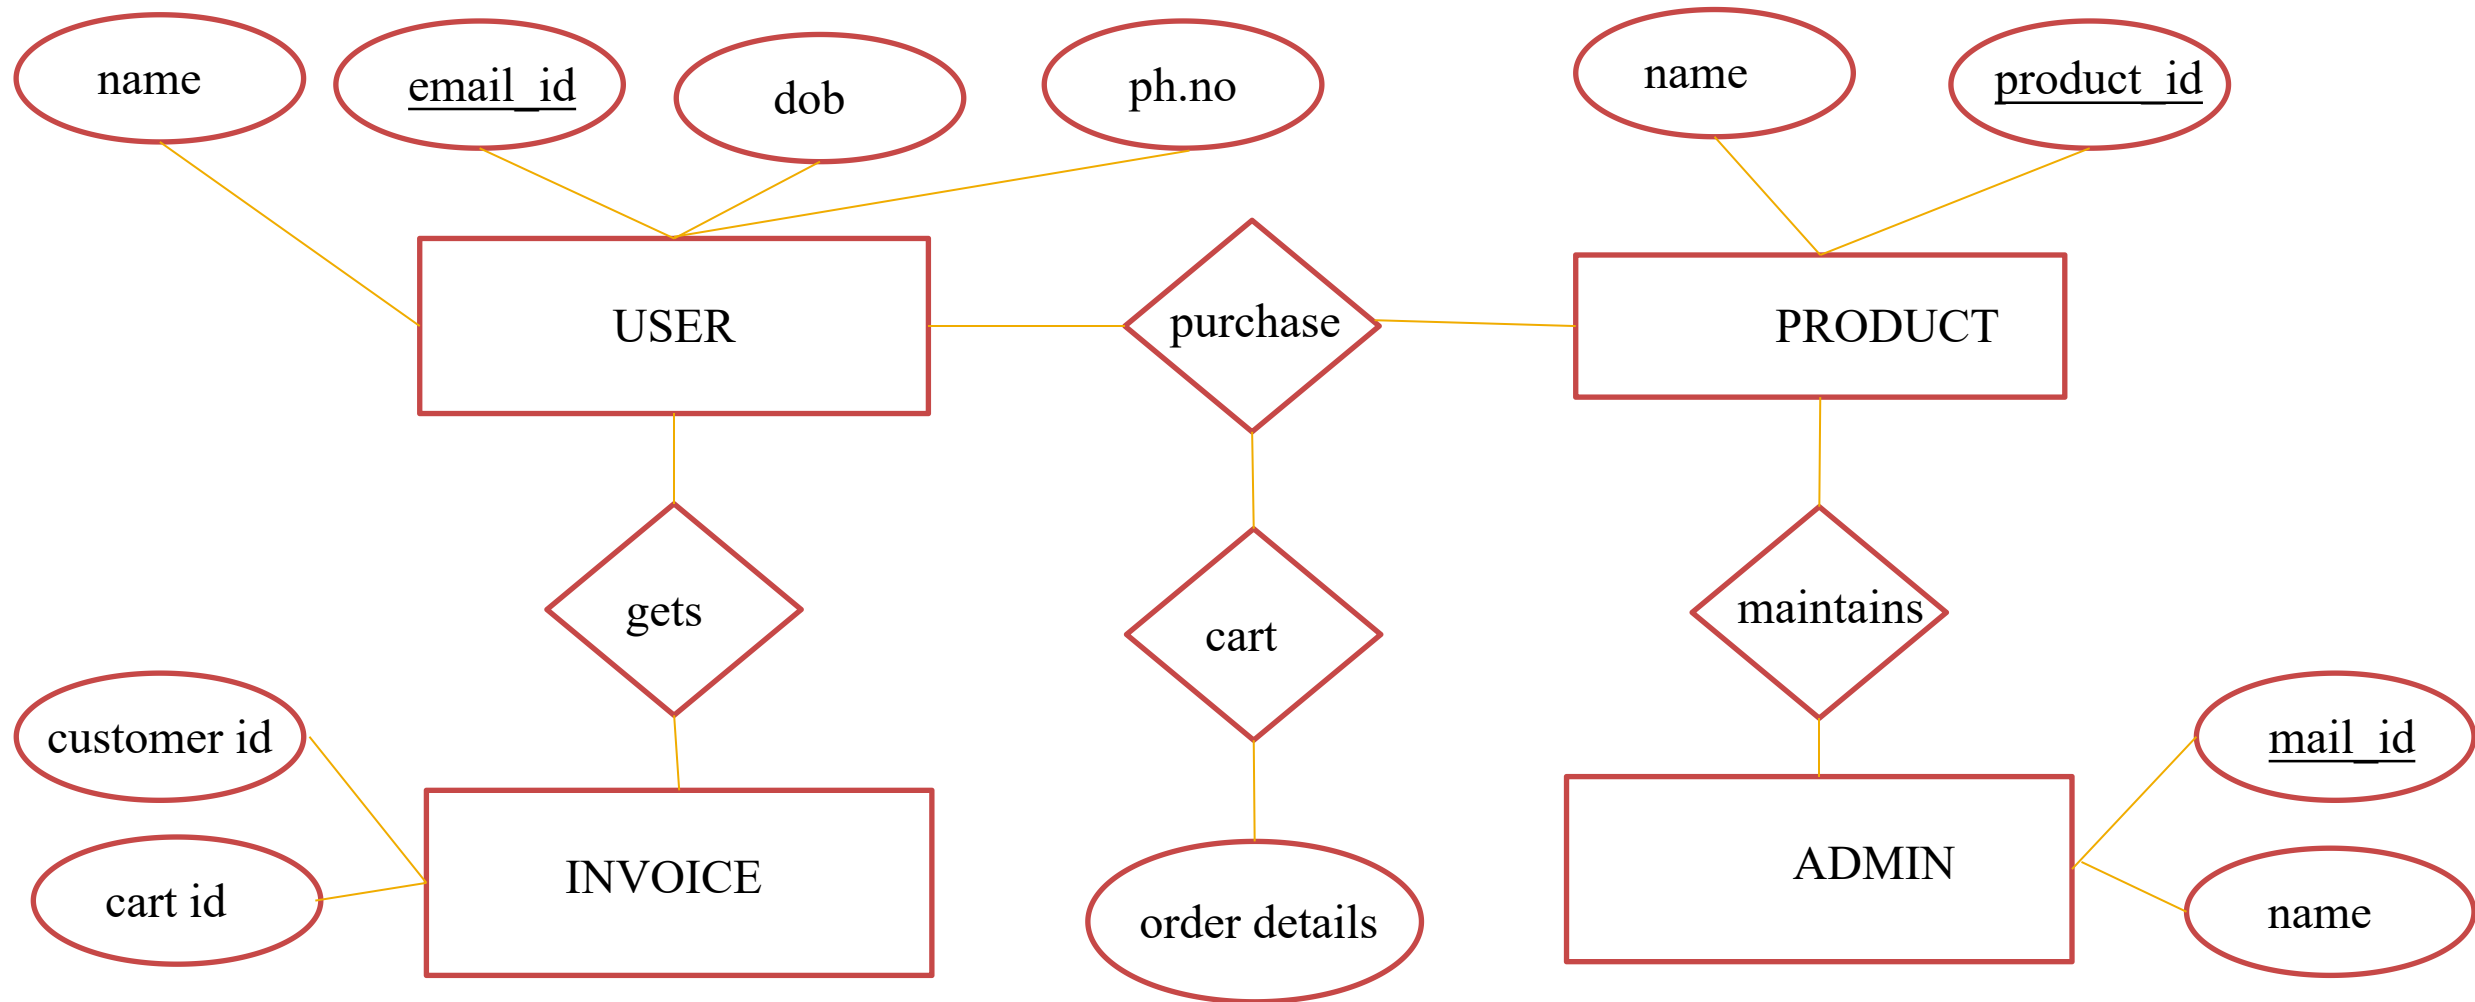 name
email_id
dob
ph.no
name
product_id
USER
purchase
PRODUCT
gets
cart
maintains
customer id
mail_id
cart id
INVOICE
order details
ADMIN
name